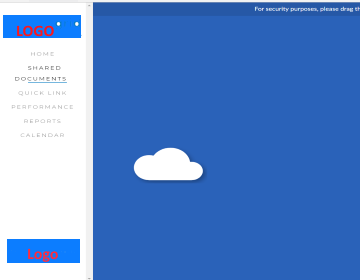 For security purposes, please drag th
LOGO
HOME
SHARED
DOCUMENTS
QUICK LINK
PERFORMANCE
REPORTS
CALENDAR
Logo